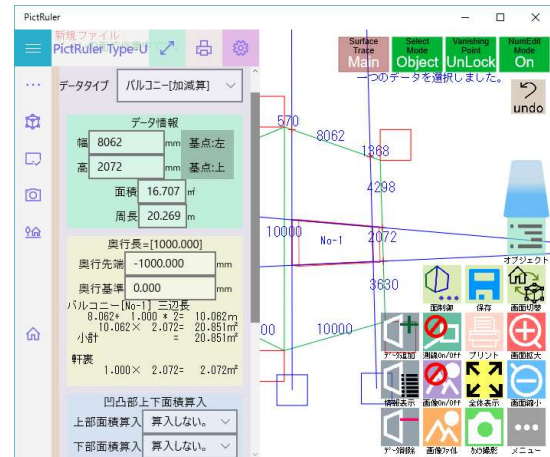 PictRuler
新規ファイル
PictRuler Type-U
Surface
Main
Select
Mode
Object
Vanishing
Point
UnLock
NumEdit
Mode
On
一つのデータを選択しました。
undo
データタイプ バルコニー[加減算]
データ情報
幅 8062 mm 基点:左
高 2072 mm 基点:上
面積 16.707 ㎡
周長 20.269 m
奥行長=[1000.000]
奥行先端 -1000.000 mm
奥行基準 0.000 mm
バルコニー[No-1] 三辺長
8.062+ 1.000 * 2= 10.062m
10.062× 2.072= 20.851㎡
小計 = 20.851㎡
軒裏
1.000× 2.072= 2.072㎡
凹凸部上下面積算入
上部面積算入 算入しない。
下部面積算入 算入しない。
570
8062
1368
4298
10000
No-1
2072
3630
00
10000
オブジェクト
面制御
保存
画面切替
データ追加
測線On/Off
プリント
画面拡大
情報表示
画像On/Off
全体表示
画面縮小
データ削除
画像ファイル
カメラ撮影
メニュー